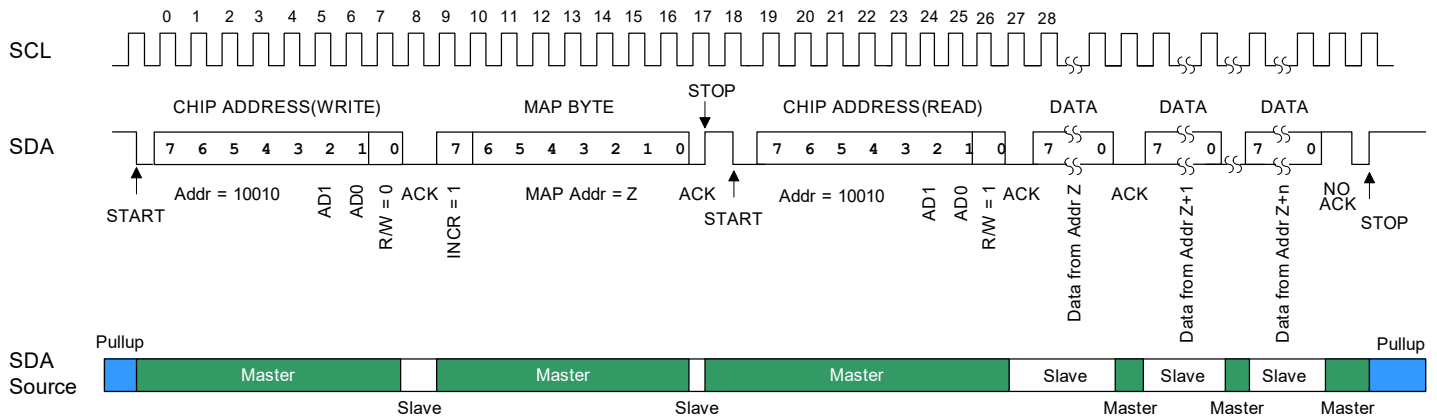 0 1 2 3 4 5 6 7 8 9 10 11 12 13 14 15 16 17 18 19 20 21 22 23 24 25 26 27 28
SCL
STOP
CHIP ADDRESS(WRITE) MAP BYTE CHIP ADDRESS(READ) DATA DATA DATA
SDA 7 6 5 4 3 2 1 0 7 6 5 4 3 2 1 0 7 6 5 4 3 2 1 0 7 0 7 0 7 0
START Addr = 10010 AD1 AD0 R/W = 0 ACK INCR = 1 MAP Addr = Z ACK START Addr = 10010 AD1 AD0 R/W = 1 ACK Data from Addr Z ACK Data from Addr Z+1 Data from Addr Z+n NO
ACK STOP
Pullup Pullup
SDA
Source
Master Master Master Slave Slave Slave
Slave Slave Master Master Master